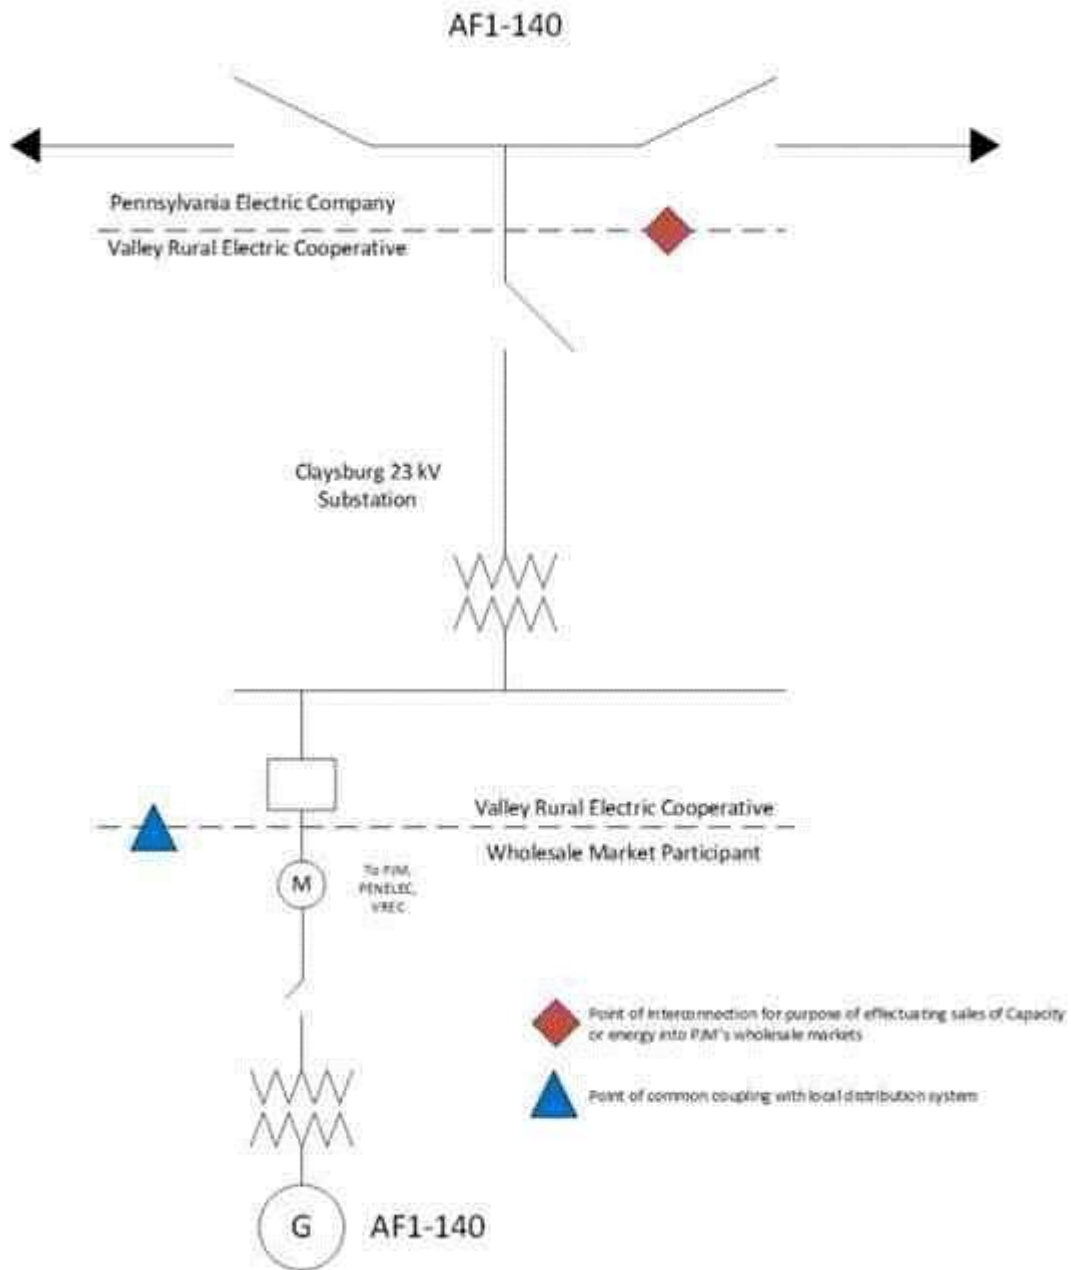 AF1-140
Pennsylvania Electric Company
Valley Rural Electric Cooperative
Claysburg 23 kV
Substation
Valley Rural Electric Cooperative
Wholesale Market Participant
M
To PJM,
PENELEC,
VREC
Point of Interconnection for purpose of effectuating sales of Capacity
or energy into PJM's wholesale markets
Point of common coupling with local distribution system
G
AF1-140